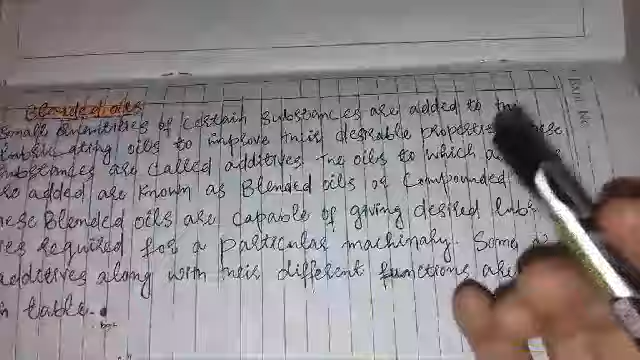 Blended oils
Small quantities of certain substances are added to the
lubricating oils to improve their desirable properties. These
substances are called additives The oils to which
are added are known as Blended oils or Compounded
These Blended oils are capable of giving desired
required for a particular machinary. Some
additives along with their different functions are
in table.